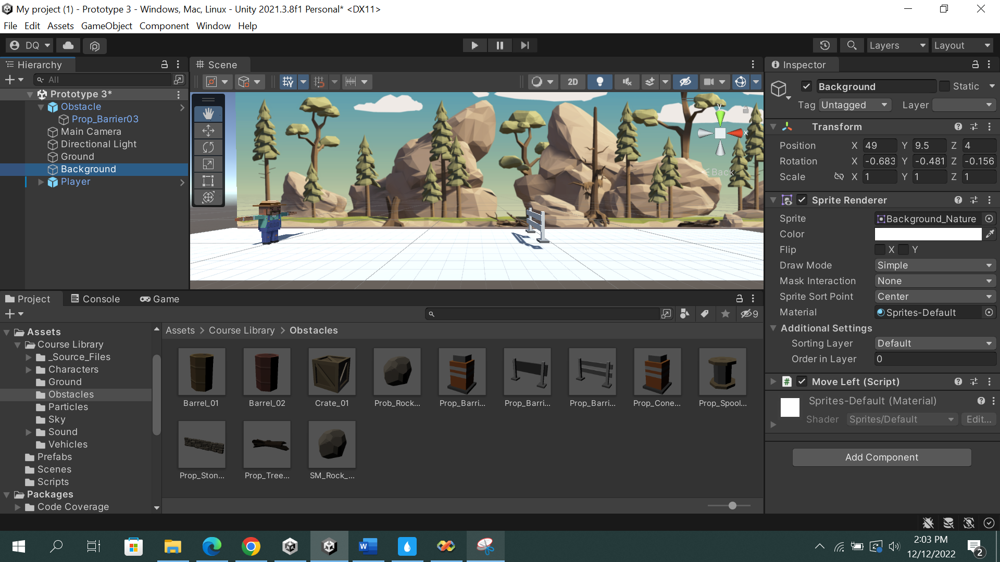 My project (1) - Prototype 3 - Windows, Mac, Linux - Unity 2021.3.8f1 Personal* <DX11>
File Edit Assets GameObject Component Window Help
DQ
Layers
Layout
Hierarchy
All
Prototype 3*
Obstacle
Prop_Barrier03
Main Camera
Directional Light
Ground
Background
Player
Scene
2D
y
x
Back
Inspector
Background
Static
Tag Untagged Layer
Transform
Position X 49 Y 9.5 Z 4
Rotation X -0.683 Y -0.481 Z -0.156
Scale X 1 Y 1 Z 1
Sprite Renderer
Sprite Background_Nature
Color
Flip X Y
Draw Mode Simple
Mask Interaction None
Sprite Sort Point Center
Material Sprites-Default
Additional Settings
Sorting Layer Default
Order in Layer 0
# Move Left (Script)
Sprites-Default (Material)
Shader Sprites/Default Edit...
Add Component
Project Console Game
9
Assets
Course Library
_Source_Files
Characters
Ground
Obstacles
Particles
Sky
Sound
Vehicles
Prefabs
Scenes
Scripts
Packages
Code Coverage
Assets > Course Library > Obstacles
Barrel_01 Barrel_02 Crate_01 Prob_Rock... Prop_Barri... Prop_Barri... Prop_Barri... Prop_Cone... Prop_Spool...
Prop_Ston... Prop_Tree... SM_Rock_...
W
2:03 PM
12/12/2022
2